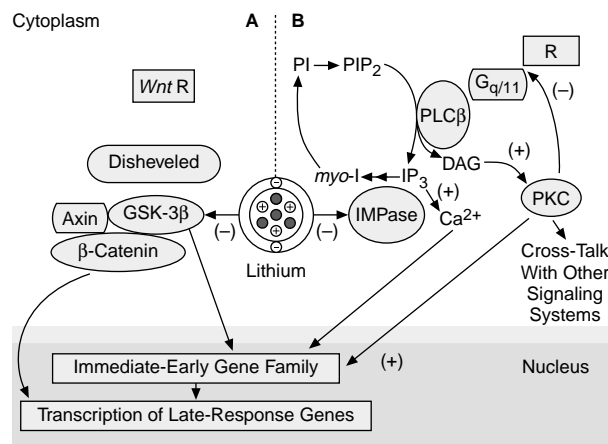 Cytoplasm
A
B
Wnt R
Disheveled
Axin
GSK-3β
β-Catenin
(–)
Lithium
(–)
PI
PIP2
PLCβ
Gq/11
R
(–)
DAG
(+)
PKC
myo-I
IP3
(+)
IMPase
Ca2+
Cross-Talk
With Other
Signaling
Systems
Immediate-Early Gene Family
(+)
Nucleus
Transcription of Late-Response Genes